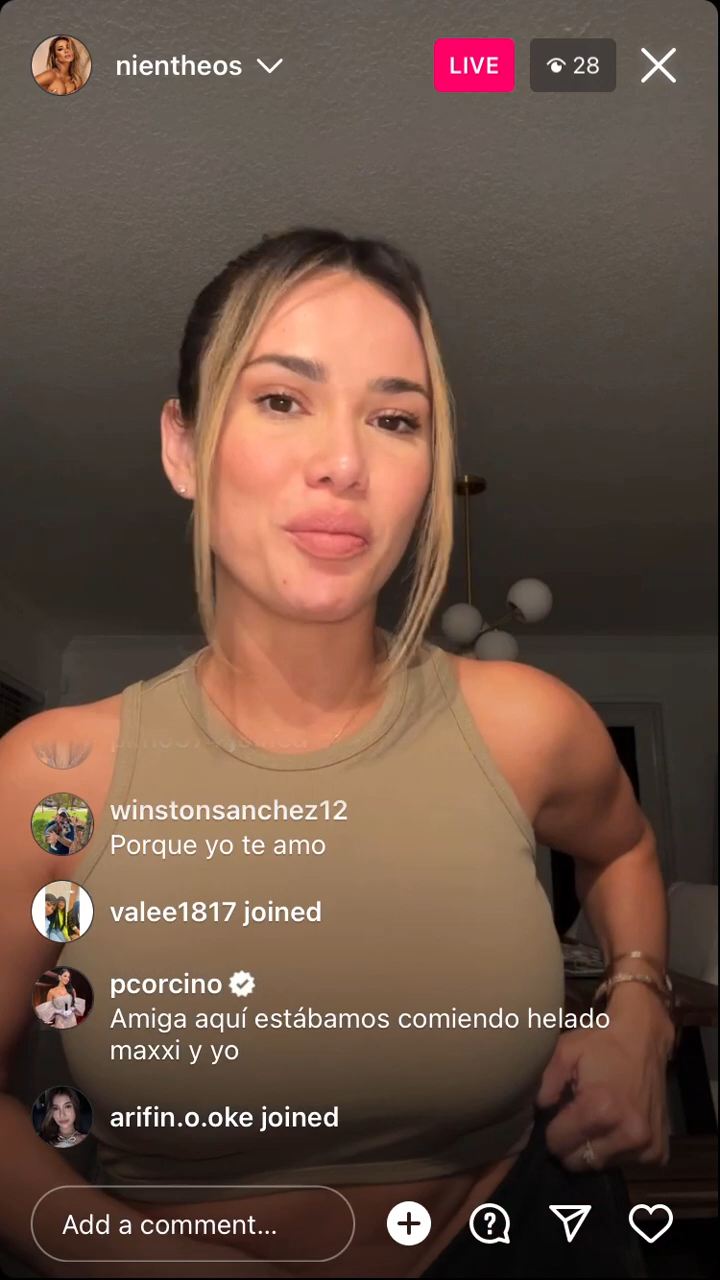 nientheos
LIVE
28
winstonsanchez12
Porque yo te amo
valee1817 joined
pcorcino
Amiga aquí estábamos comiendo helado
maxxi y yo
arifin.o.oke joined
Add a comment...